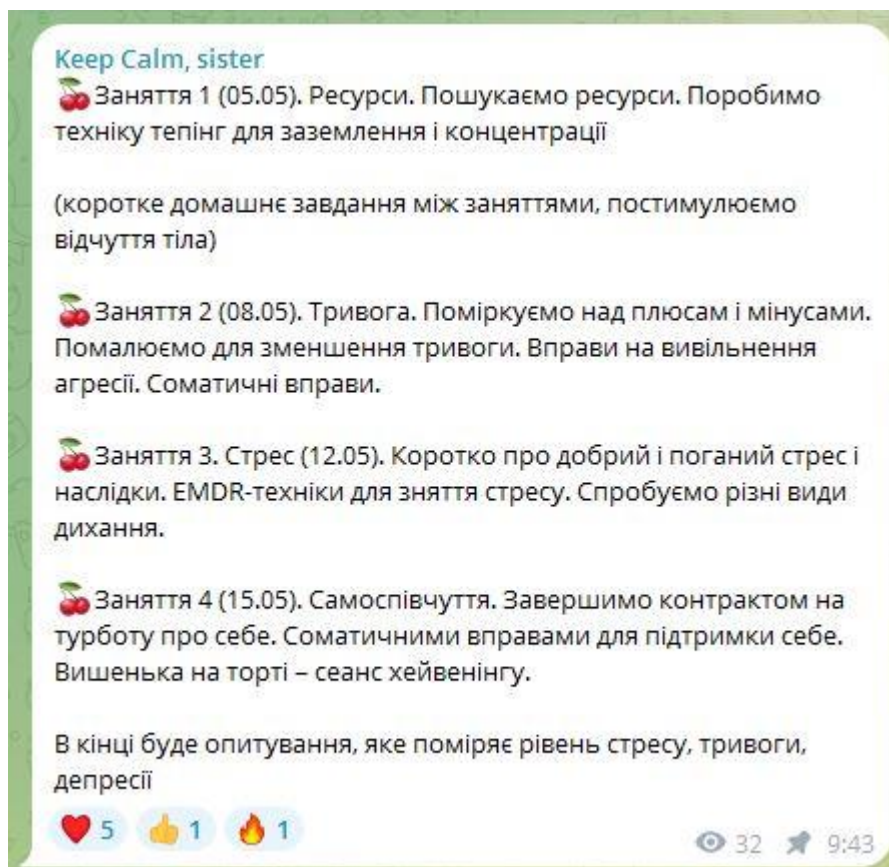 Keep Calm, sister
🍒Заняття 1 (05.05). Ресурси. Пошукаємо ресурси. Поробимо
техніку тепінг для заземлення і концентрації
(коротке домашнє завдання між заняттями, постимулюємо
відчуття тіла)
🍒Заняття 2 (08.05). Тривога. Поміркуємо над плюсам і мінусами.
Помалюємо для зменшення тривоги. Вправи на вивільнення
агресії. Соматичні вправи.
🍒Заняття 3. Стрес (12.05). Коротко про добрий і поганий стрес і
наслідки. EMDR-техніки для зняття стресу. Спробуємо різні види
дихання.
🍒Заняття 4 (15.05). Самоспівчуття. Завершимо контрактом на
турботу про себе. Соматичними вправами для підтримки себе.
Вишенька на торті – сеанс хейвенінгу.
В кінці буде опитування, яке поміряє рівень стресу, тривоги,
депресії
❤️ 5 👍 1 🔥 1
32 9:43